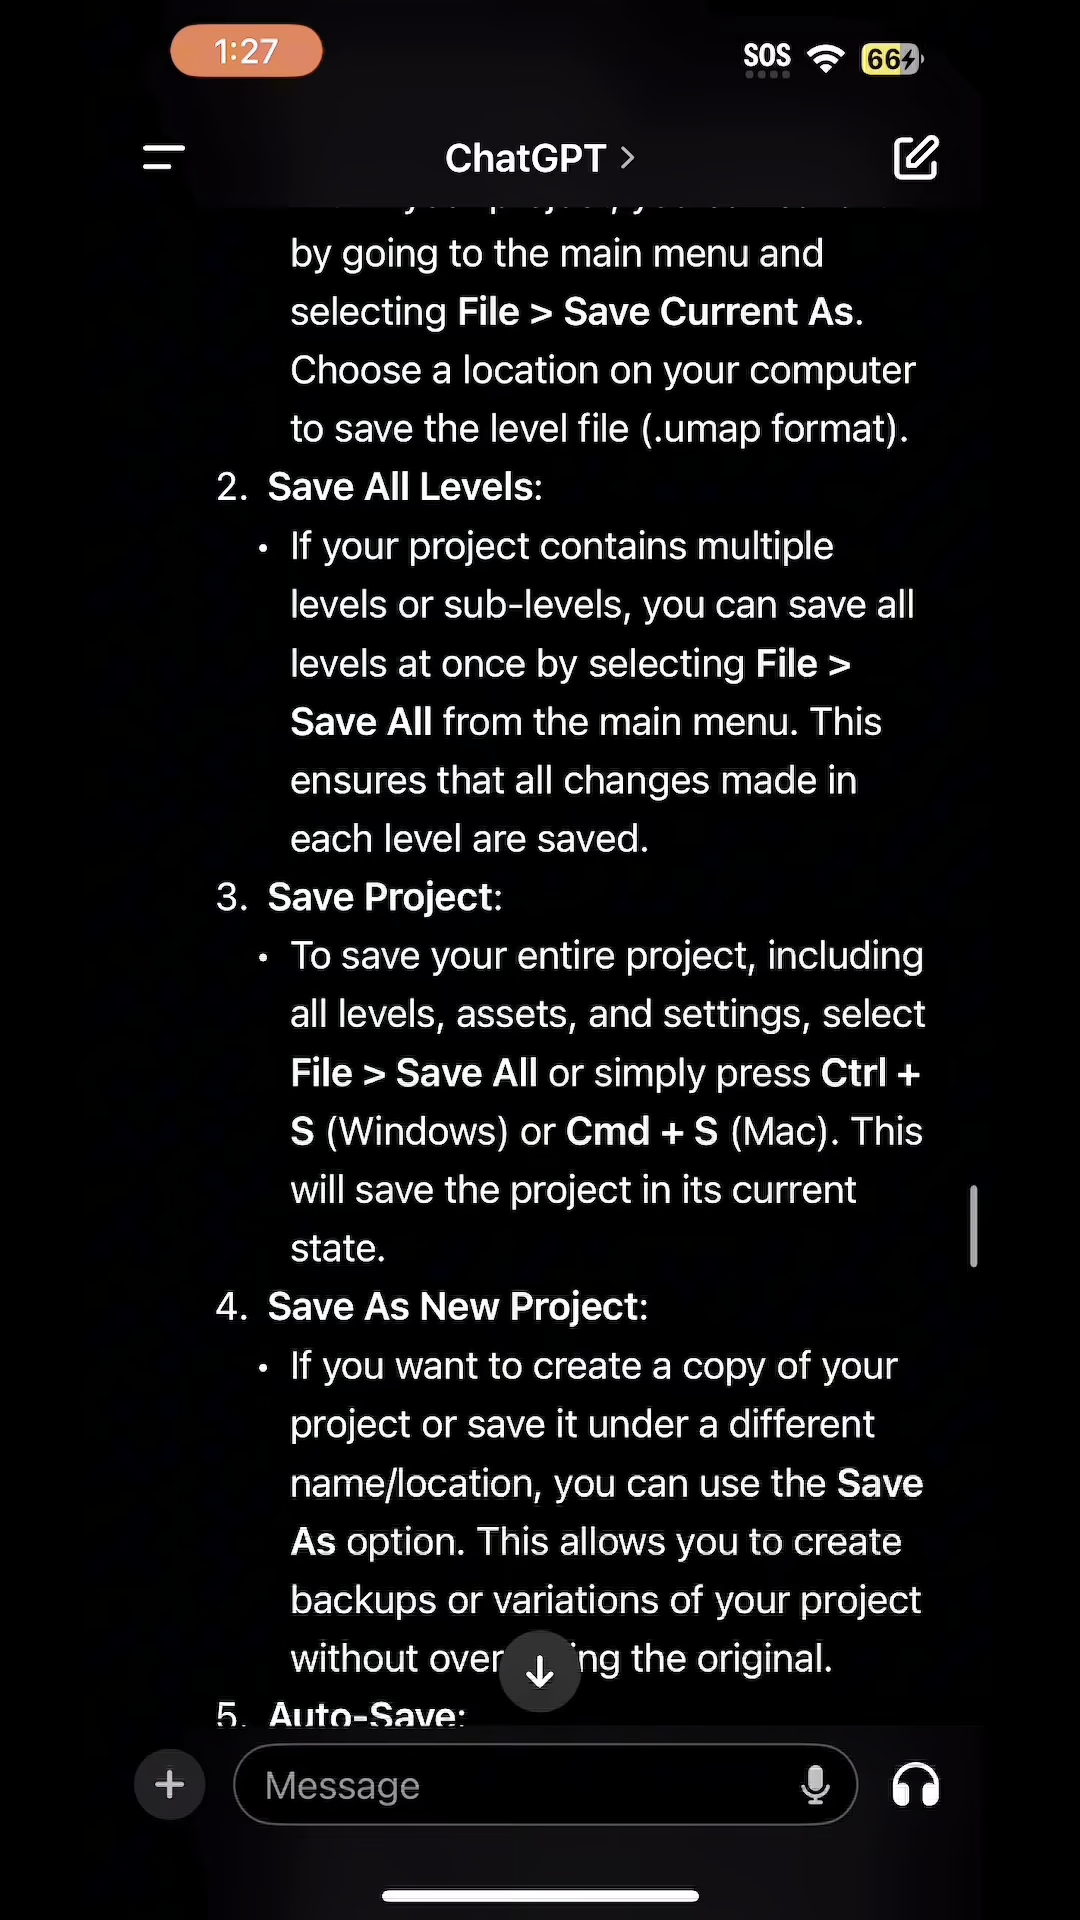 1:27
SOS
66
ChatGPT >
by going to the main menu and
selecting File > Save Current As.
Choose a location on your computer
to save the level file (.umap format).
2. Save All Levels:
• If your project contains multiple
levels or sub-levels, you can save all
levels at once by selecting File >
Save All from the main menu. This
ensures that all changes made in
each level are saved.
3. Save Project:
• To save your entire project, including
all levels, assets, and settings, select
File > Save All or simply press Ctrl +
S (Windows) or Cmd + S (Mac). This
will save the project in its current
state.
4. Save As New Project:
• If you want to create a copy of your
project or save it under a different
name/location, you can use the Save
As option. This allows you to create
backups or variations of your project
without over ng the original.
5. Auto-Save:
Message